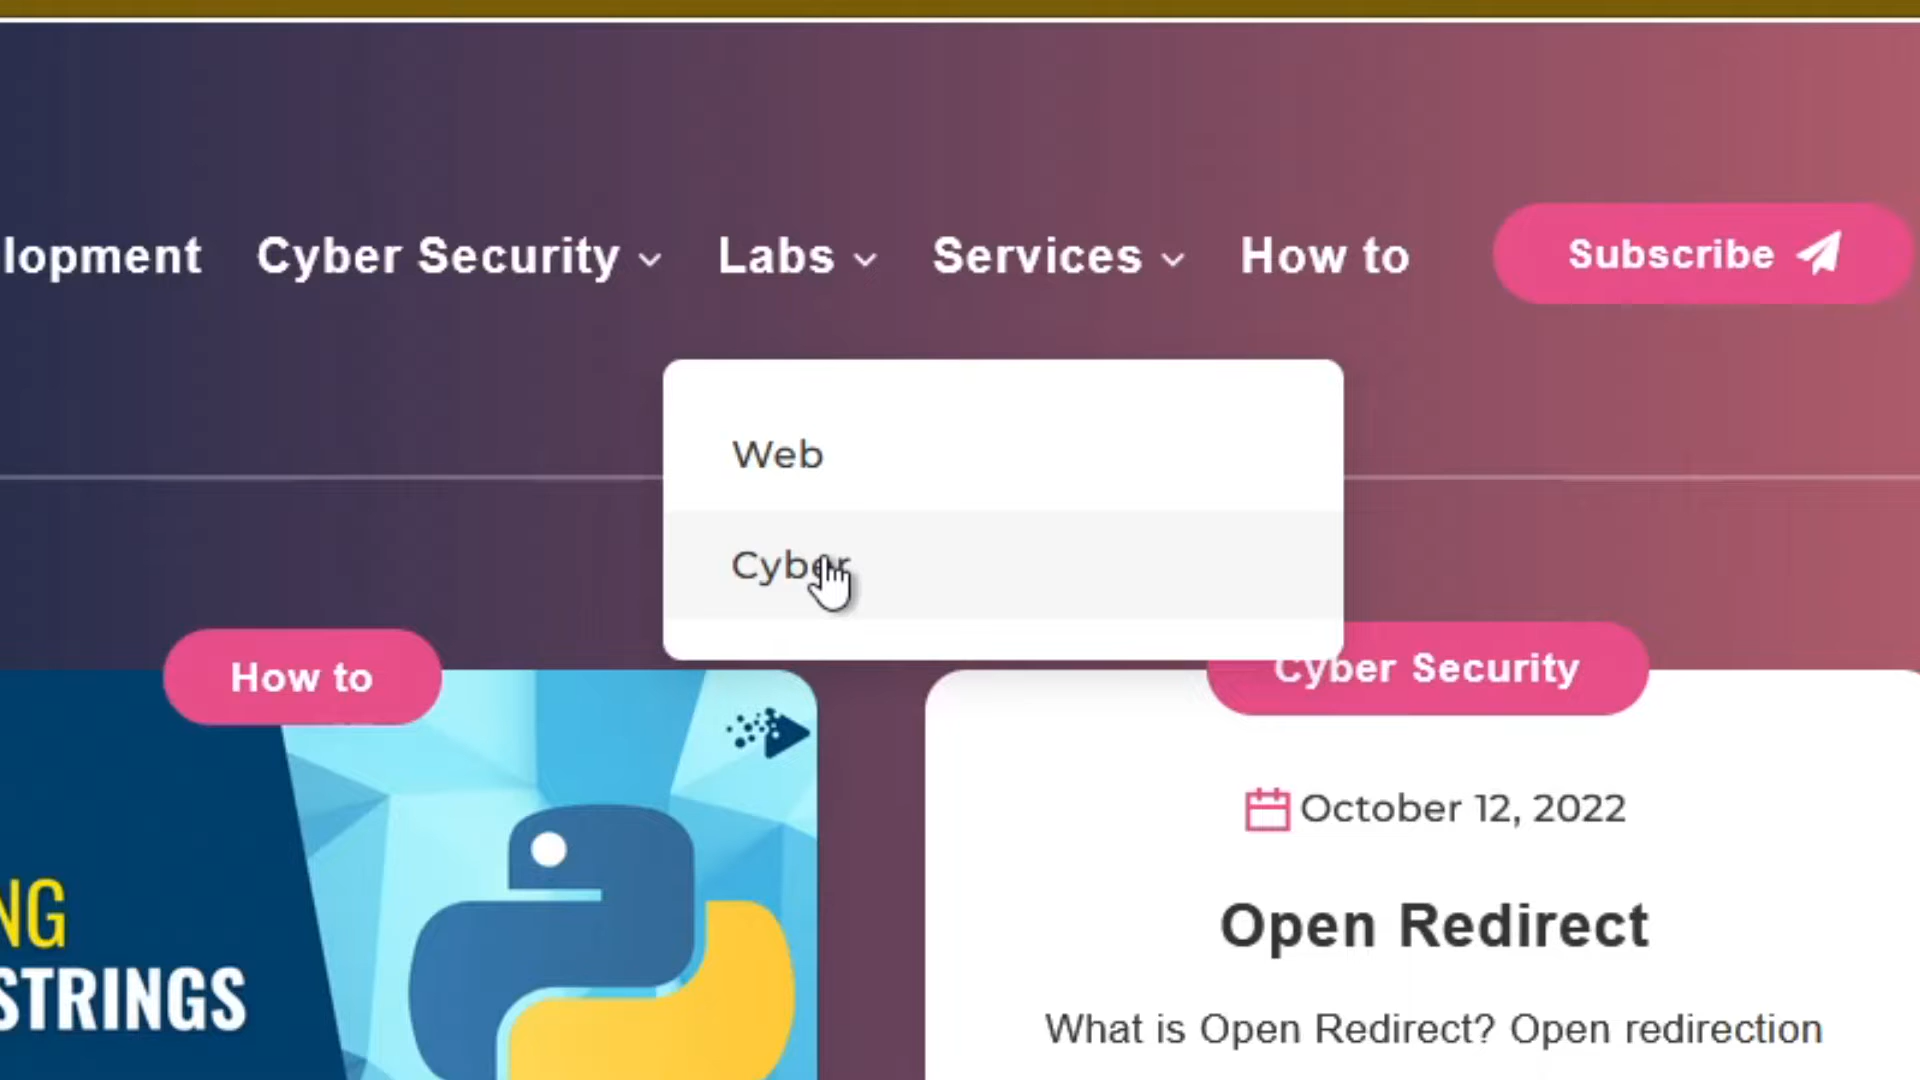 lopment Cyber Security Labs Services How to Subscribe
Web
Cyber
How to
Cyber Security
October 12, 2022
NG
STRINGS
Open Redirect
What is Open Redirect? Open redirection